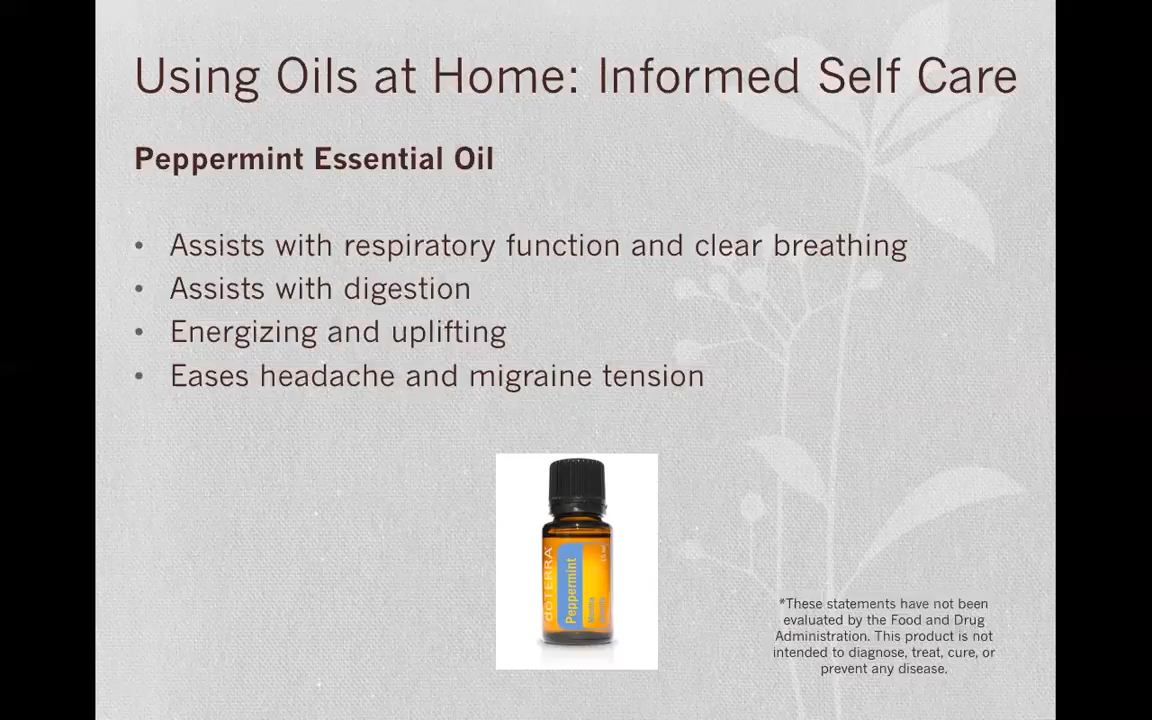 Using Oils at Home: Informed Self Care
Peppermint Essential Oil
• Assists with respiratory function and clear breathing
• Assists with digestion
• Energizing and uplifting
• Eases headache and migraine tension
dōTERRA
Peppermint
*These statements have not been
evaluated by the Food and Drug
Administration. This product is not
intended to diagnose, treat, cure, or
prevent any disease.